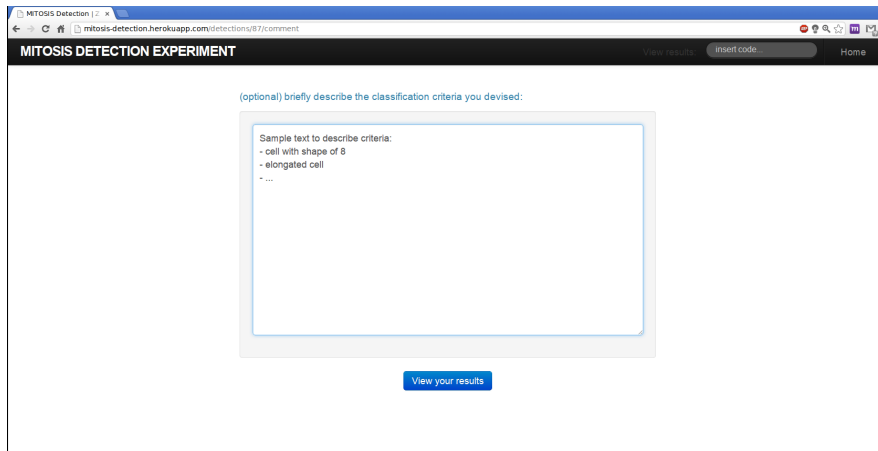 MITOSIS Detection | 2
mitosis-detection.herokuapp.com/detections/87/comment
MITOSIS DETECTION EXPERIMENT
View results:
insert code...
Home
(optional) briefly describe the classification criteria you devised:
Sample text to describe criteria:
- cell with shape of 8
- elongated cell
- ...
View your results